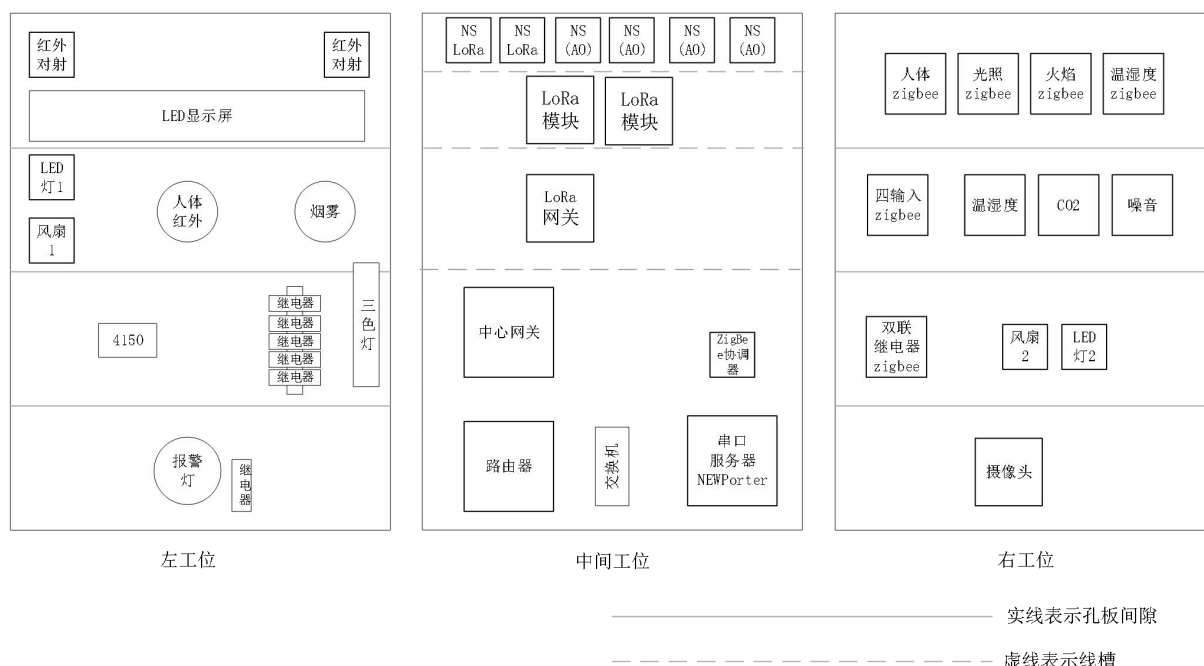 红外
对射
红外
对射
LED显示屏
LED
灯1
风扇
1
人体
红外
烟雾
4150
继电器
继电器
继电器
继电器
继电器
三
色
灯
报警
灯
继
电
器
左工位
NS
LoRa
NS
LoRa
NS
(AO)
NS
(AO)
NS
(AO)
NS
(AO)
LoRa
模块
LoRa
模块
LoRa
网关
中心网关
ZigBe
e协调
器
路由器
交换机
串口
服务器
NEWPorter
中间工位
人体
zigbee
光照
zigbee
火焰
zigbee
温湿度
zigbee
四输入
zigbee
温湿度
CO2
噪音
双联
继电器
zigbee
风扇
2
LED
灯2
摄像头
右工位
实线表示孔板间隙
虚线表示线槽